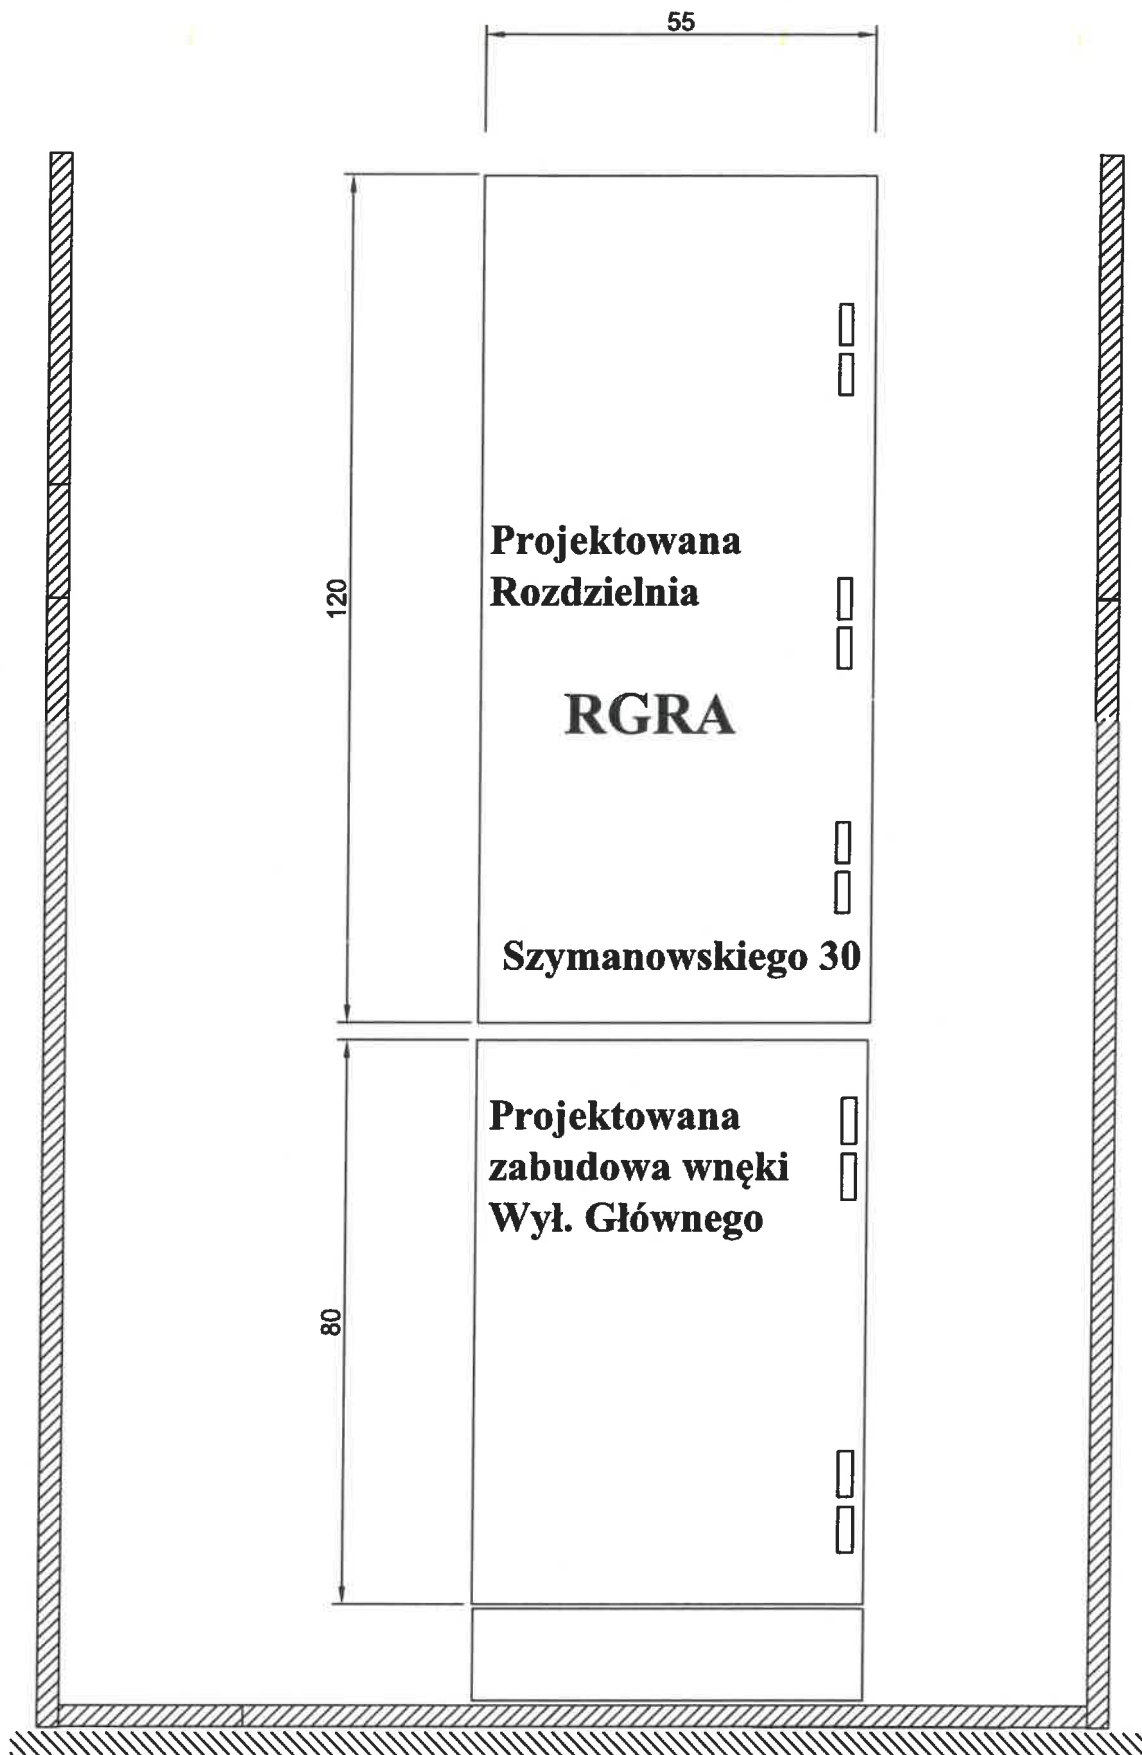 55
120
Projektowana
Rozdzielnia
RGRA
Szymanowskiego 30
80
Projektowana
zabudowa wnęki
Wył. Głównego